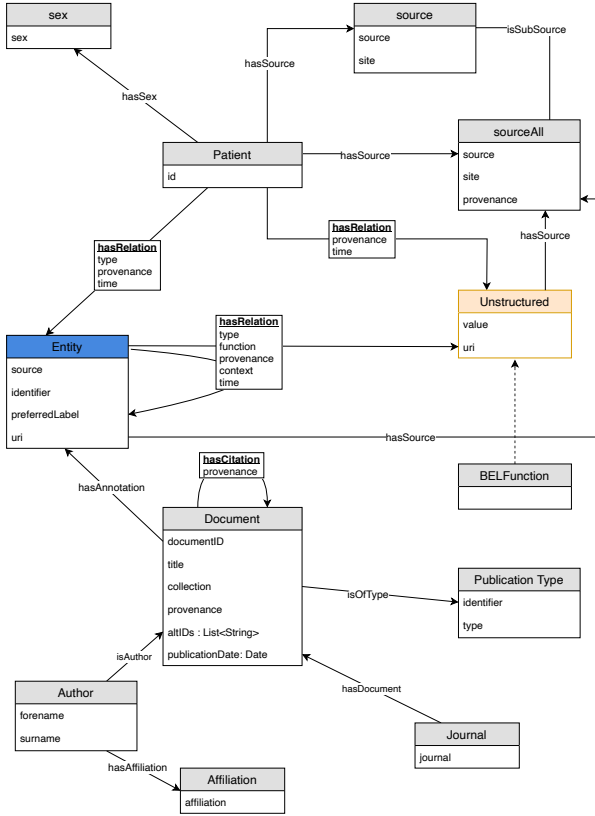 sex
sex
source
source
site
isSubSource
hasSource
hasSex
sourceAll
source
site
provenance
Patient
id
hasSource
hasRelation
provenance
time
hasSource
hasRelation
type
provenance
time
Unstructured
value
uri
hasRelation
type
function
provenance
context
time
Entity
source
identifier
preferredLabel
uri
hasSource
hasCitation
provenance
BELFunction
hasAnnotation
Document
documentID
title
collection
provenance
altIDs : List<String>
publicationDate: Date
isOfType
Publication Type
identifier
type
isAuthor
hasDocument
Author
forename
surname
Journal
journal
hasAffiliation
Affiliation
affiliation